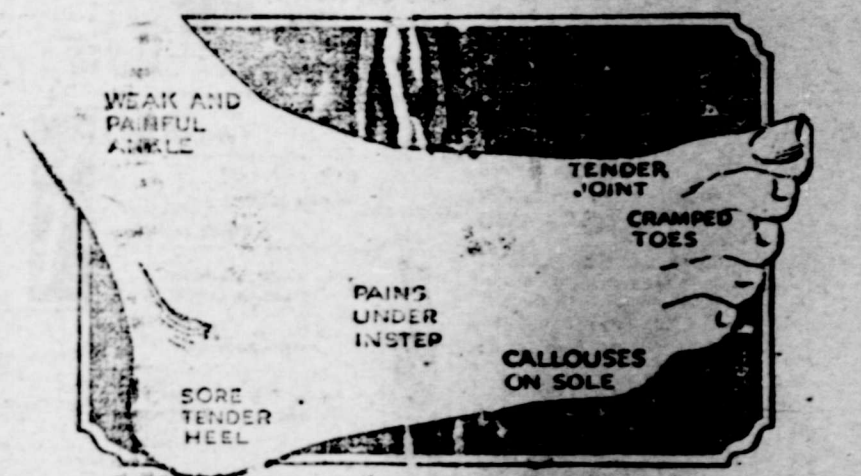 WEAK AND
PAINFUL
ANKLE
TENDER
JOINT
CRAMPED
TOES
PAINS
UNDER
INSTEP
CALLOUSES
ON SOLE
SORE
TENDER
HEEL